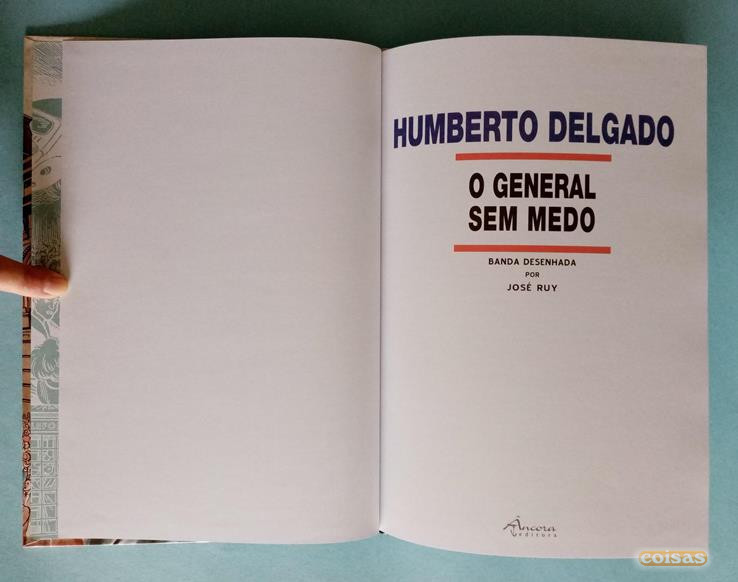 HUMBERTO DELGADO
O GENERAL
SEM MEDO
BANDA DESENHADA
POR
JOSÉ RUY
Âncora
editora
coisas